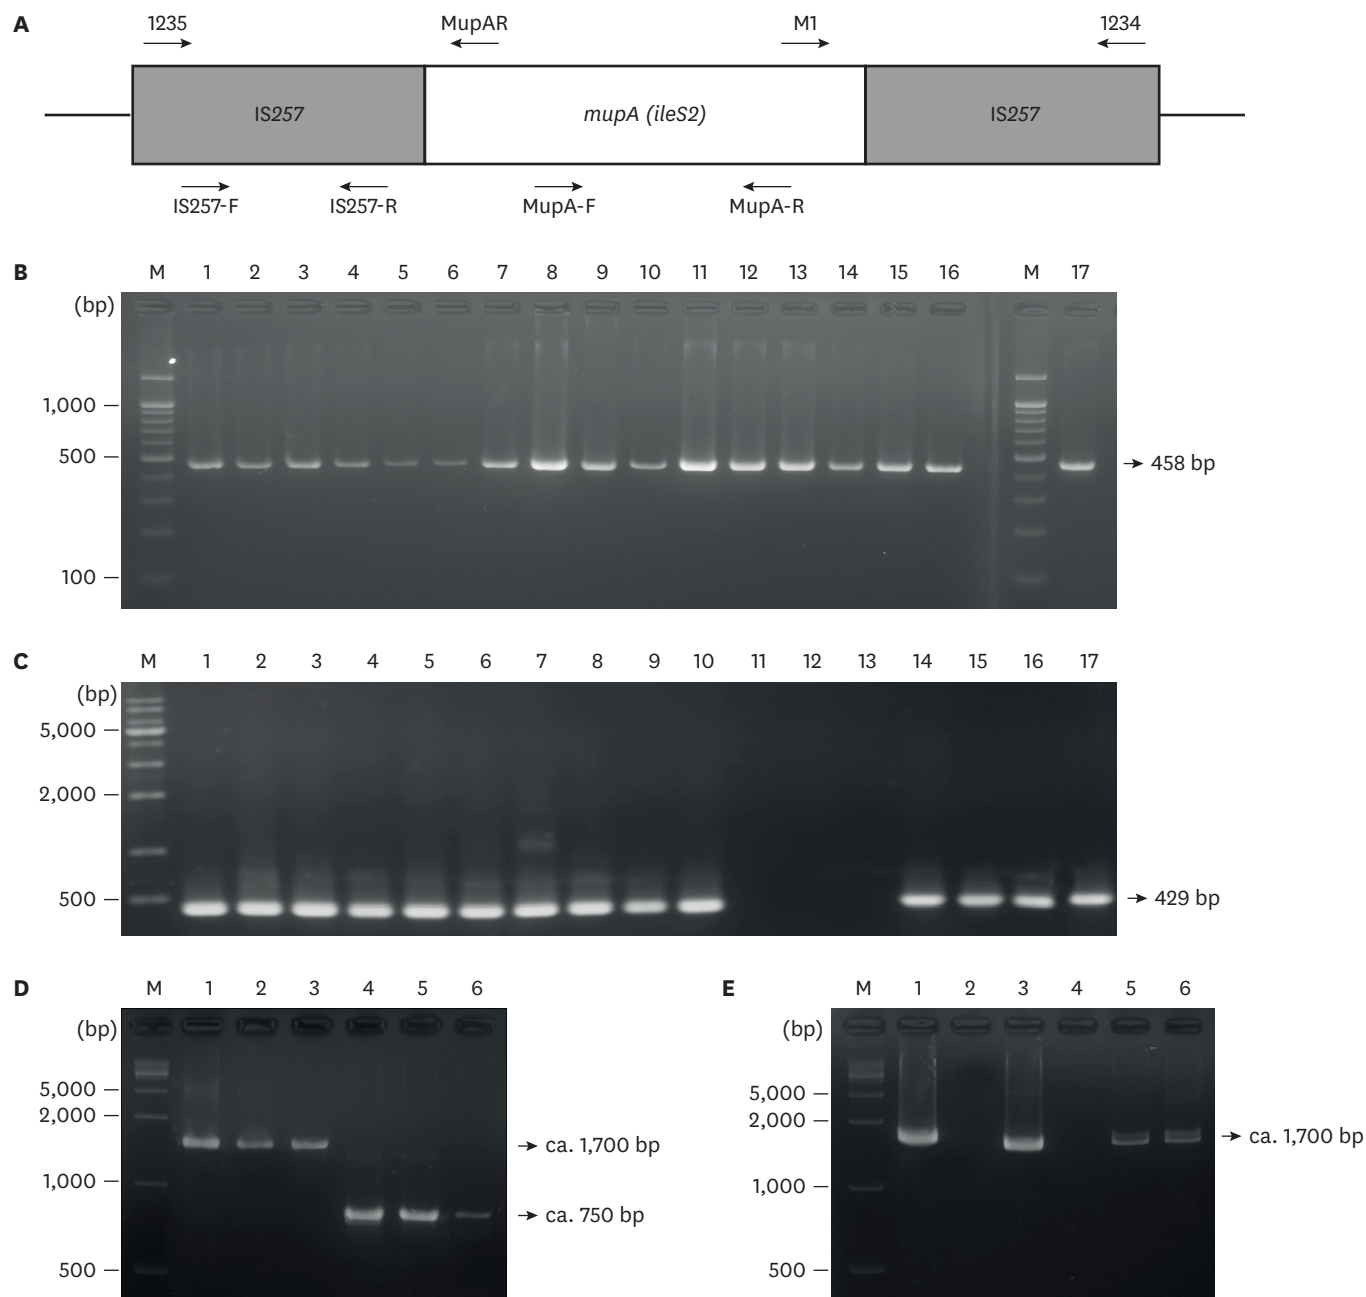 A
1235 MupAR M1 1234
IS257 mupA (ileS2) IS257
IS257-F IS257-R MupA-F MupA-R
B
M 1 2 3 4 5 6 7 8 9 10 11 12 13 14 15 16 M 17
(bp)
1,000
500
458 bp
100
C
M 1 2 3 4 5 6 7 8 9 10 11 12 13 14 15 16 17
(bp)
5,000
2,000
500
429 bp
D
M 1 2 3 4 5 6
(bp)
5,000
2,000
ca. 1,700 bp
1,000
ca. 750 bp
500
E
M 1 2 3 4 5 6
(bp)
5,000
2,000
ca. 1,700 bp
1,000
500